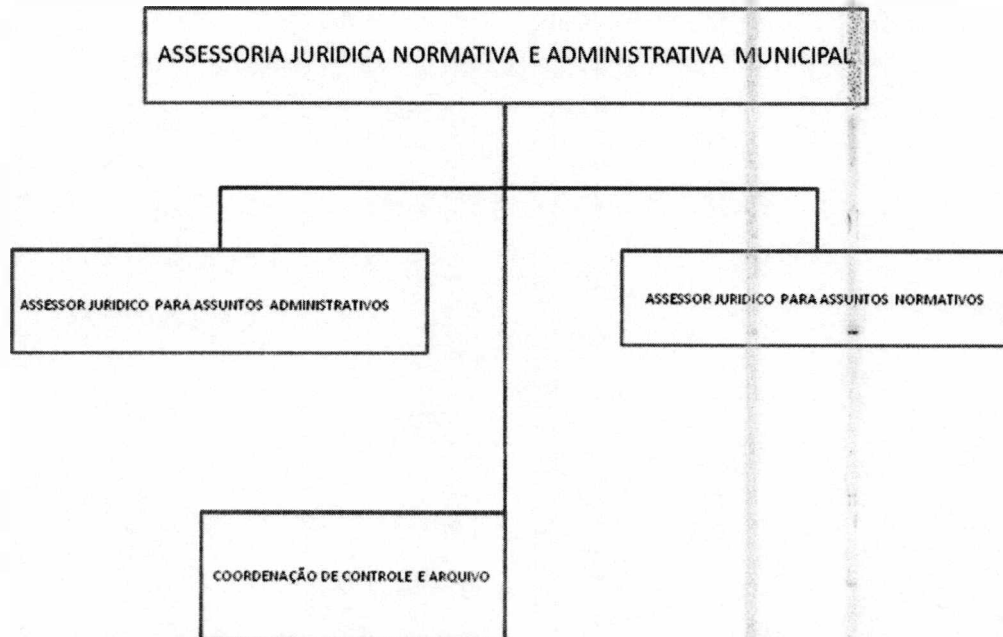 ASSESSORIA JURIDICA NORMATIVA E ADMINISTRATIVA MUNICIPAL
ASSESSOR JURIDICO PARA ASSUNTOS ADMINISTRATIVOS
ASSESSOR JURIDICO PARA ASSUNTOS NORMATIVOS
COORDENAÇÃO DE CONTROLE E ARQUIVO